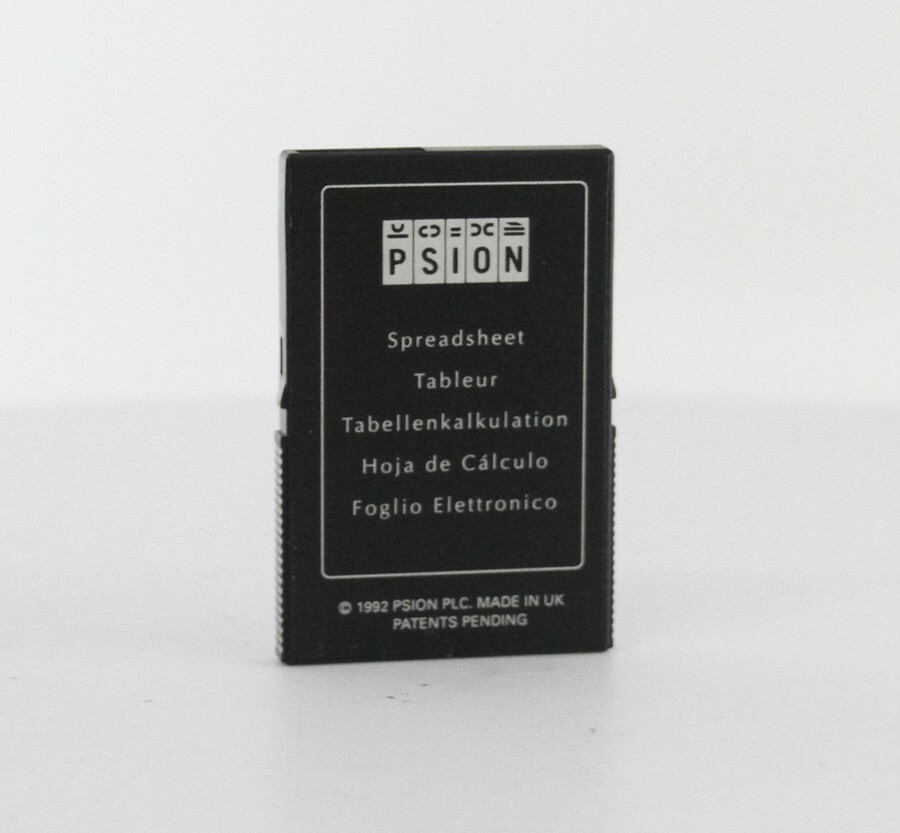 PSION
Spreadsheet
Tableur
Tabellenkalkulation
Hoja de Cálculo
Foglio Elettronico
© 1992 PSION PLC. MADE IN UK
PATENTS PENDING